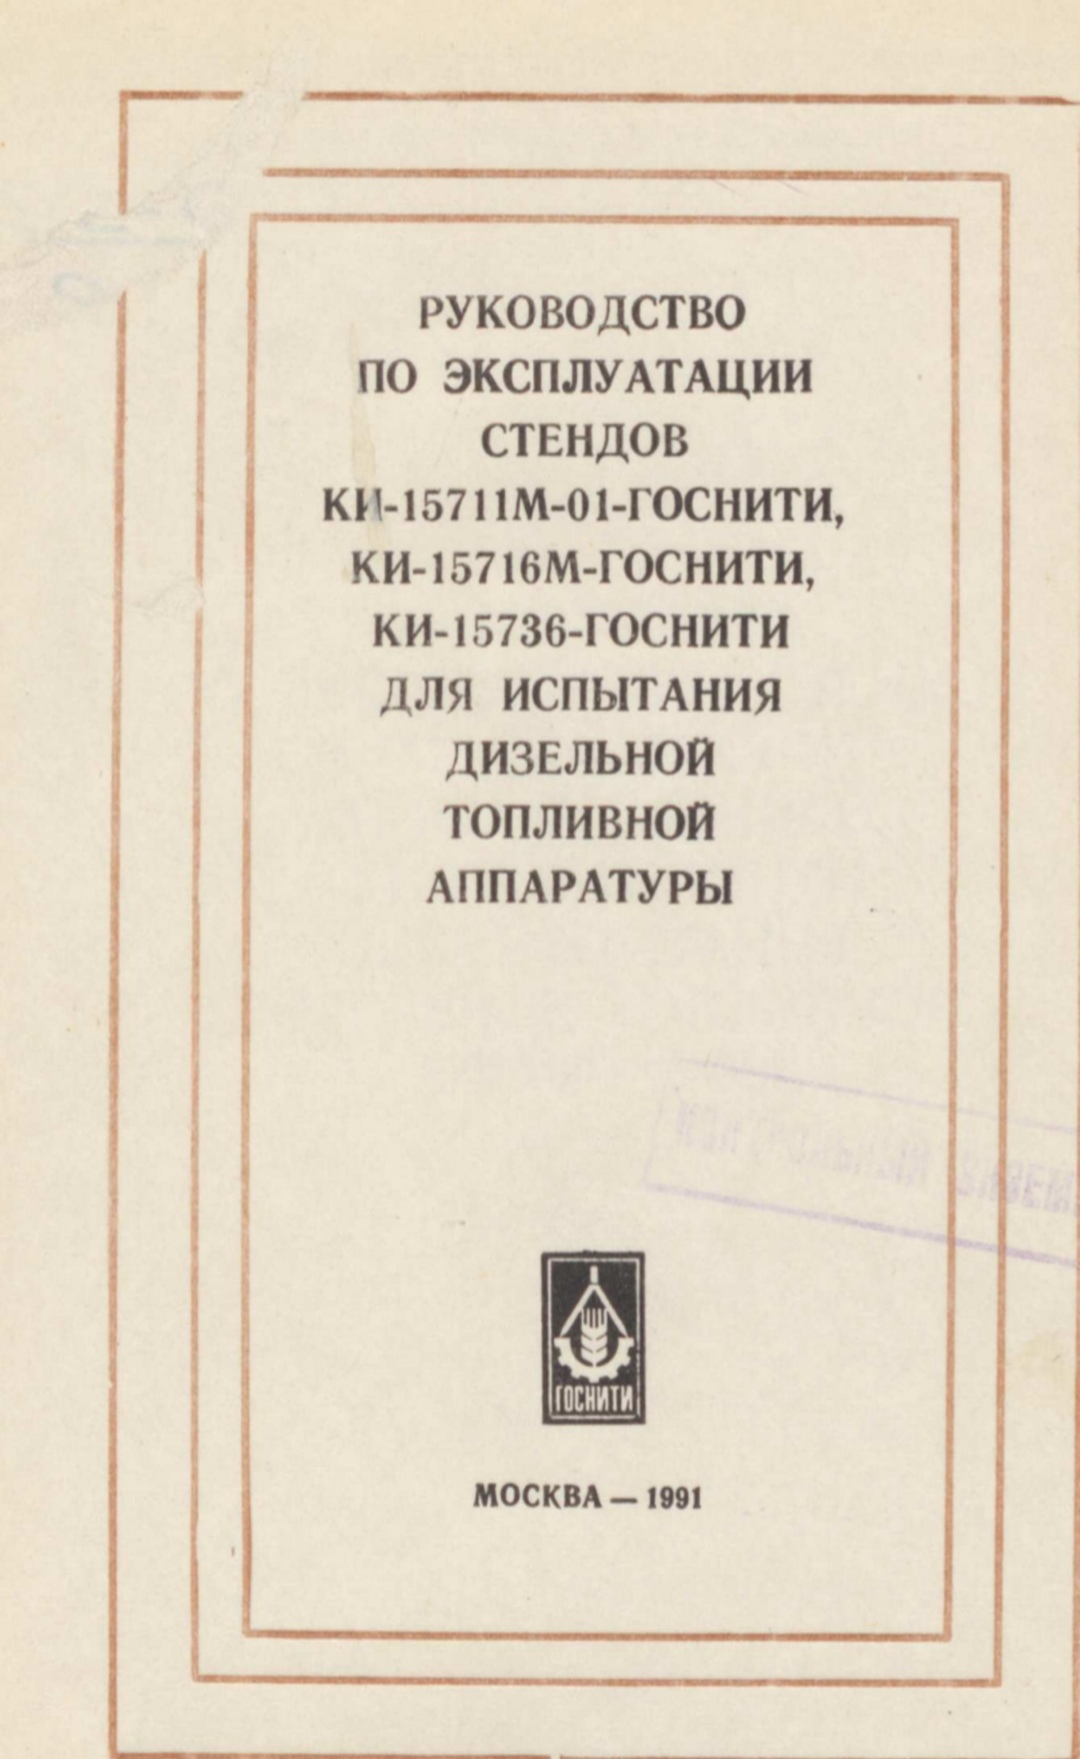 РУКОВОДСТВО
ПО ЭКСПЛУАТАЦИИ
СТЕНДОВ
КИ-15711М-01-ГОСНИТИ,
КИ-15716М-ГОСНИТИ,
КИ-15736-ГОСНИТИ
ДЛЯ ИСПЫТАНИЯ
ДИЗЕЛЬНОЙ
ТОПЛИВНОЙ
АППАРАТУРЫ
ГОСНИТИ
МОСКВА — 1991